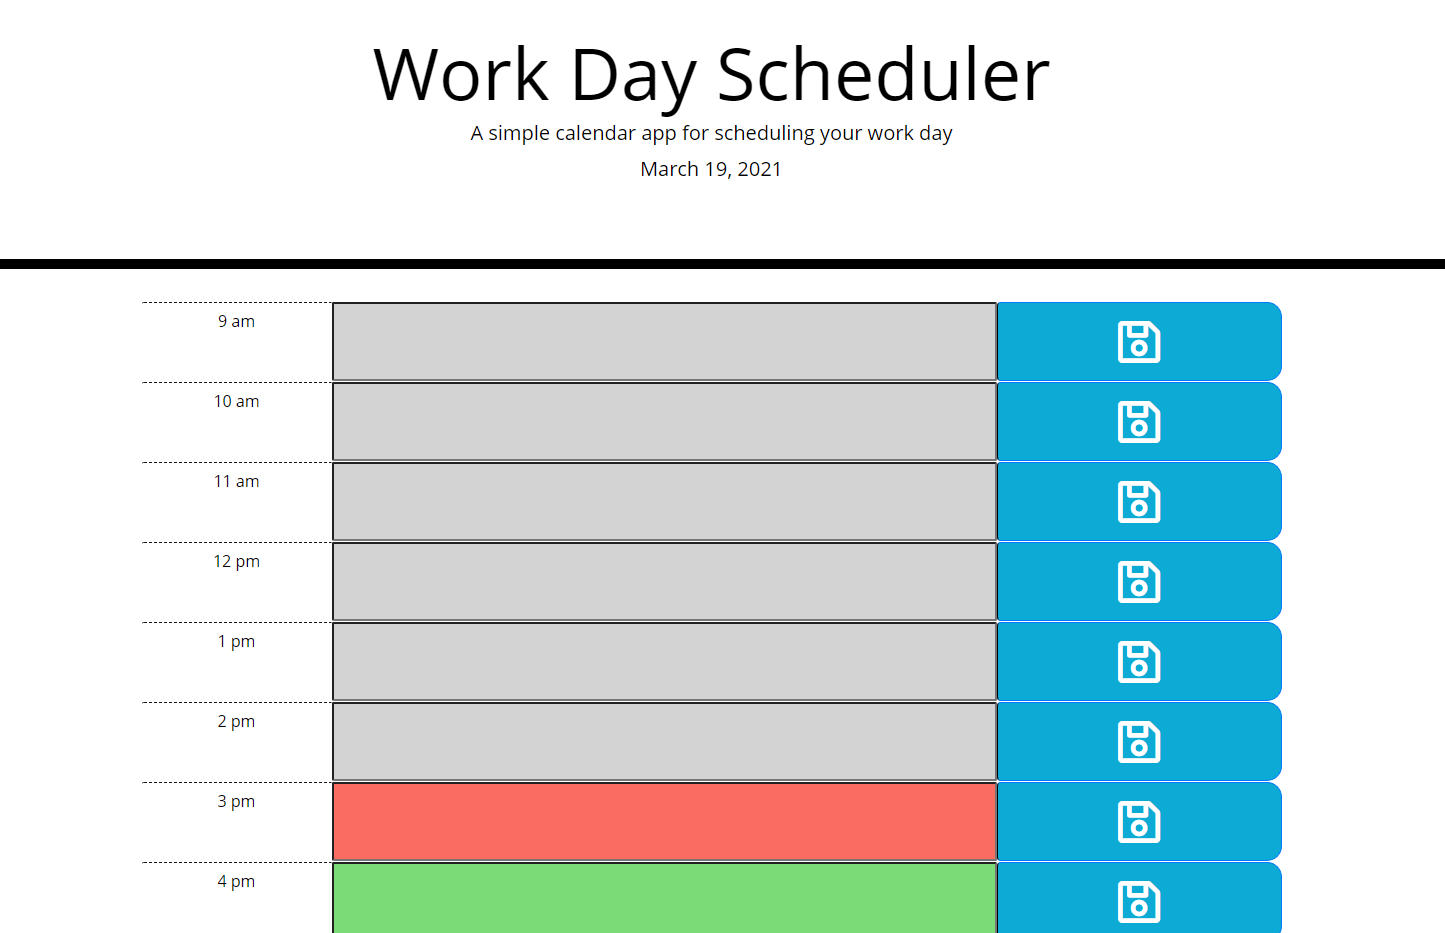 Work Day Scheduler
A simple calendar app for scheduling your work day
March 19, 2021
9 am
10 am
11 am
12 pm
1 pm
2 pm
3 pm
4 pm